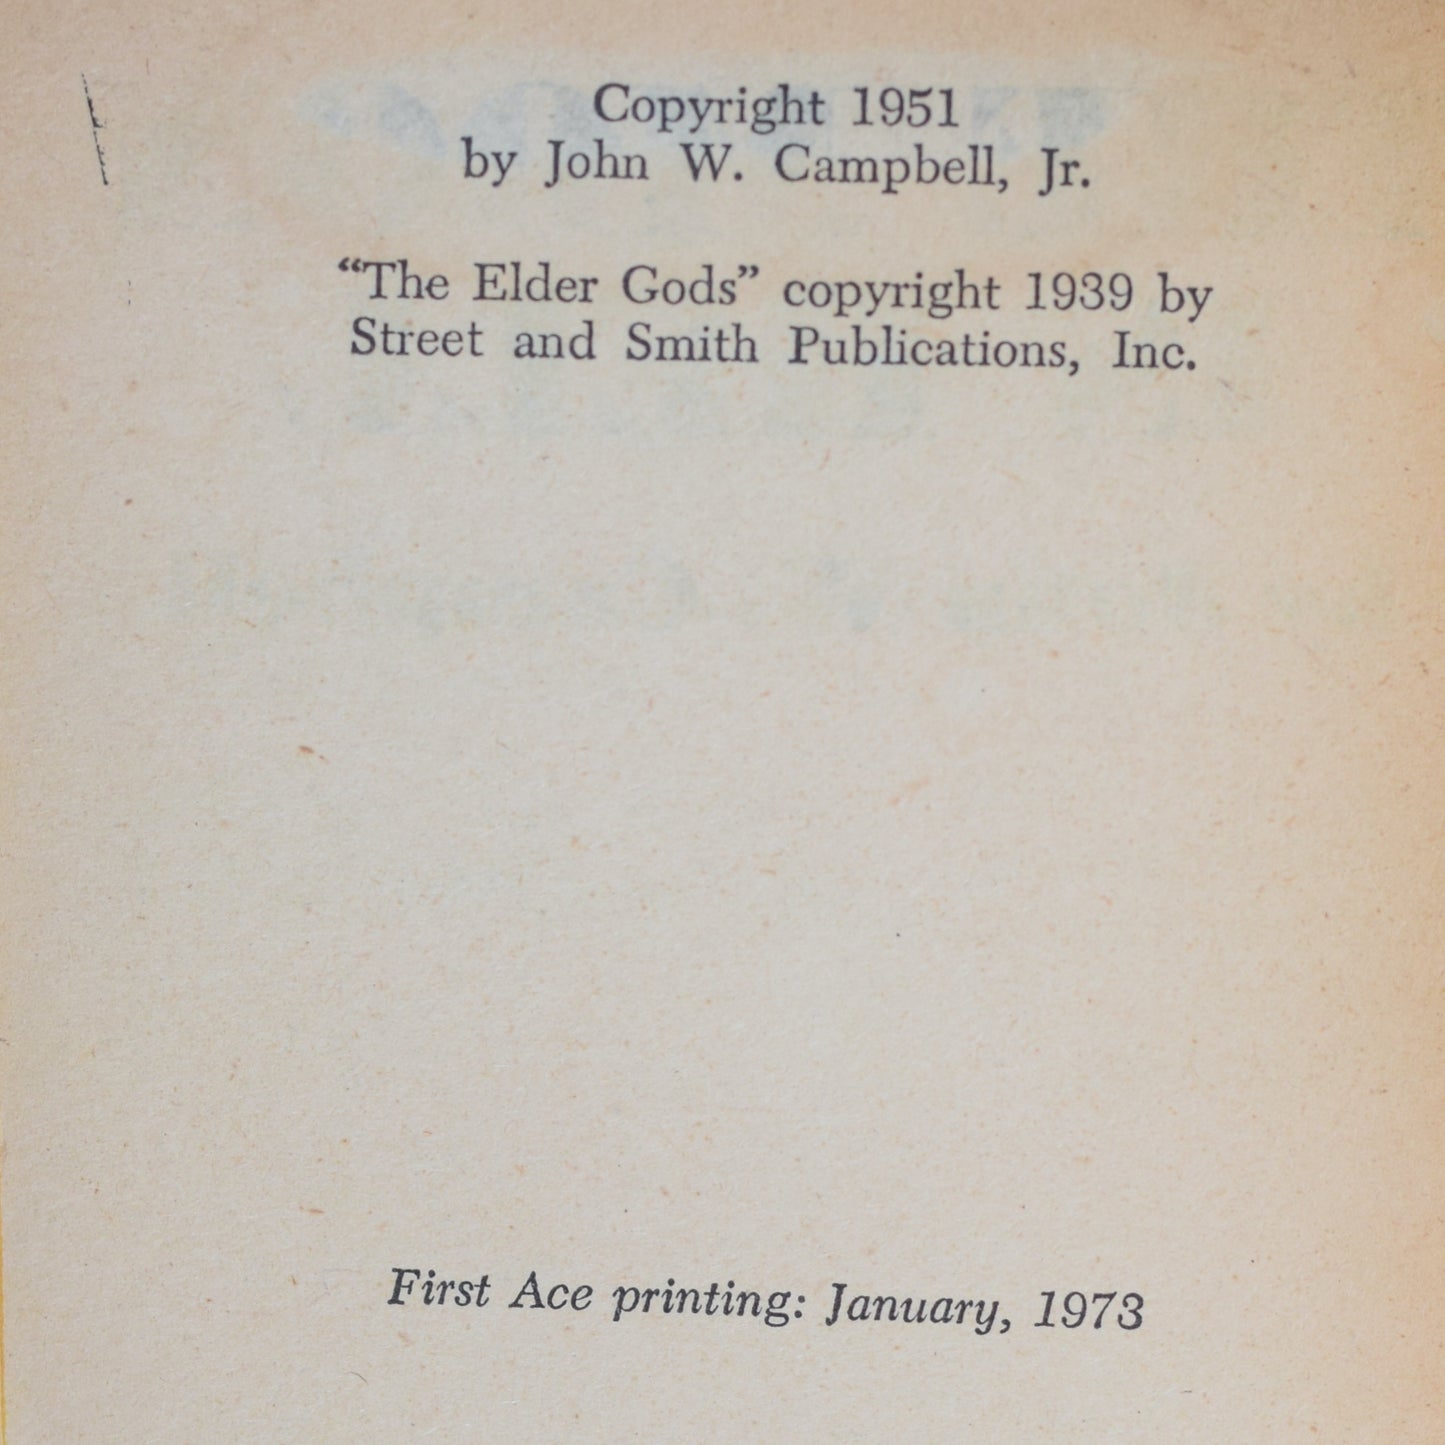 Copyright 1951
by John W. Campbell, Jr.
“The Elder Gods” copyright 1939 by
Street and Smith Publications, Inc.
First Ace printing: January, 1973